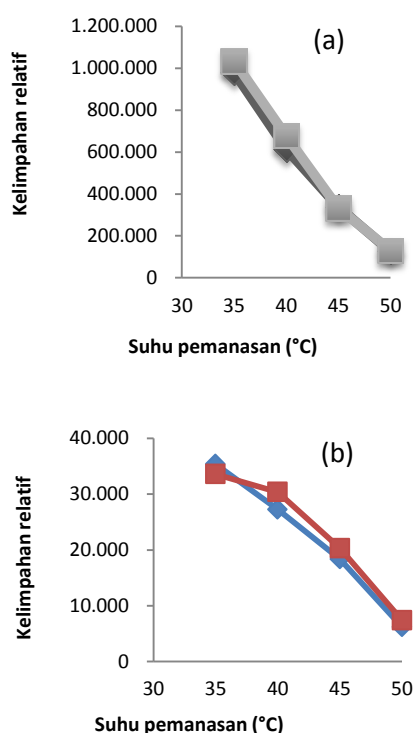 (a)
Kelimpahan relatif
1.200.000
1.000.000
800.000
600.000
400.000
200.000
0
30 35 40 45 50
Suhu pemanasan (°C)
(b)
Kelimpahan relatif
40.000
30.000
20.000
10.000
0
30 35 40 45 50
Suhu pemanasan (°C)